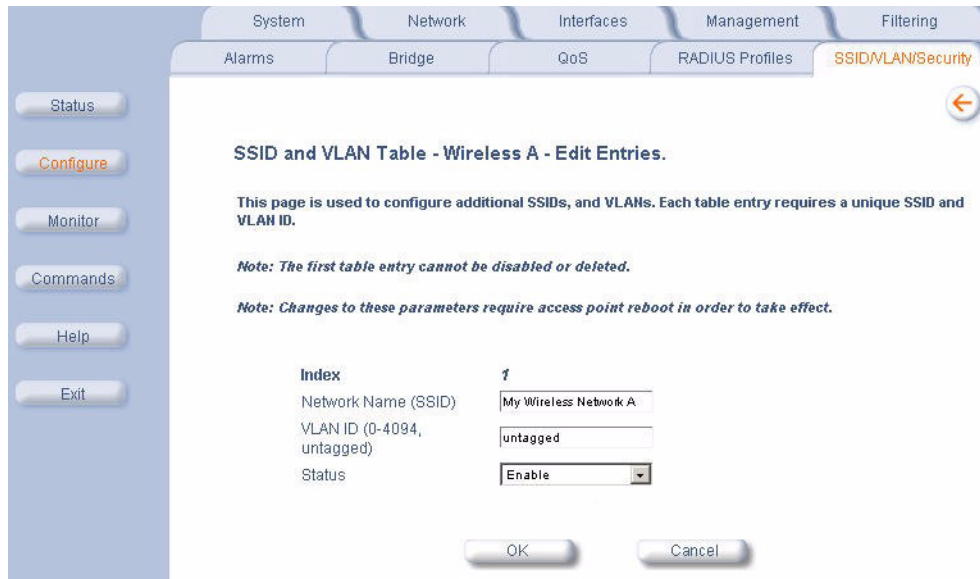 System Network Interfaces Management Filtering
Alarms Bridge QoS RADIUS Profiles SSID/VLAN/Security
Status
Configure
Monitor
Commands
Help
Exit
SSID and VLAN Table - Wireless A - Edit Entries.
This page is used to configure additional SSIDs, and VLANs. Each table entry requires a unique SSID and
VLAN ID.
Note: The first table entry cannot be disabled or deleted.
Note: Changes to these parameters require access point reboot in order to take effect.
Index 1
Network Name (SSID) My Wireless Network A
VLAN ID (0-4094,
untagged) untagged
Status Enable
OK Cancel